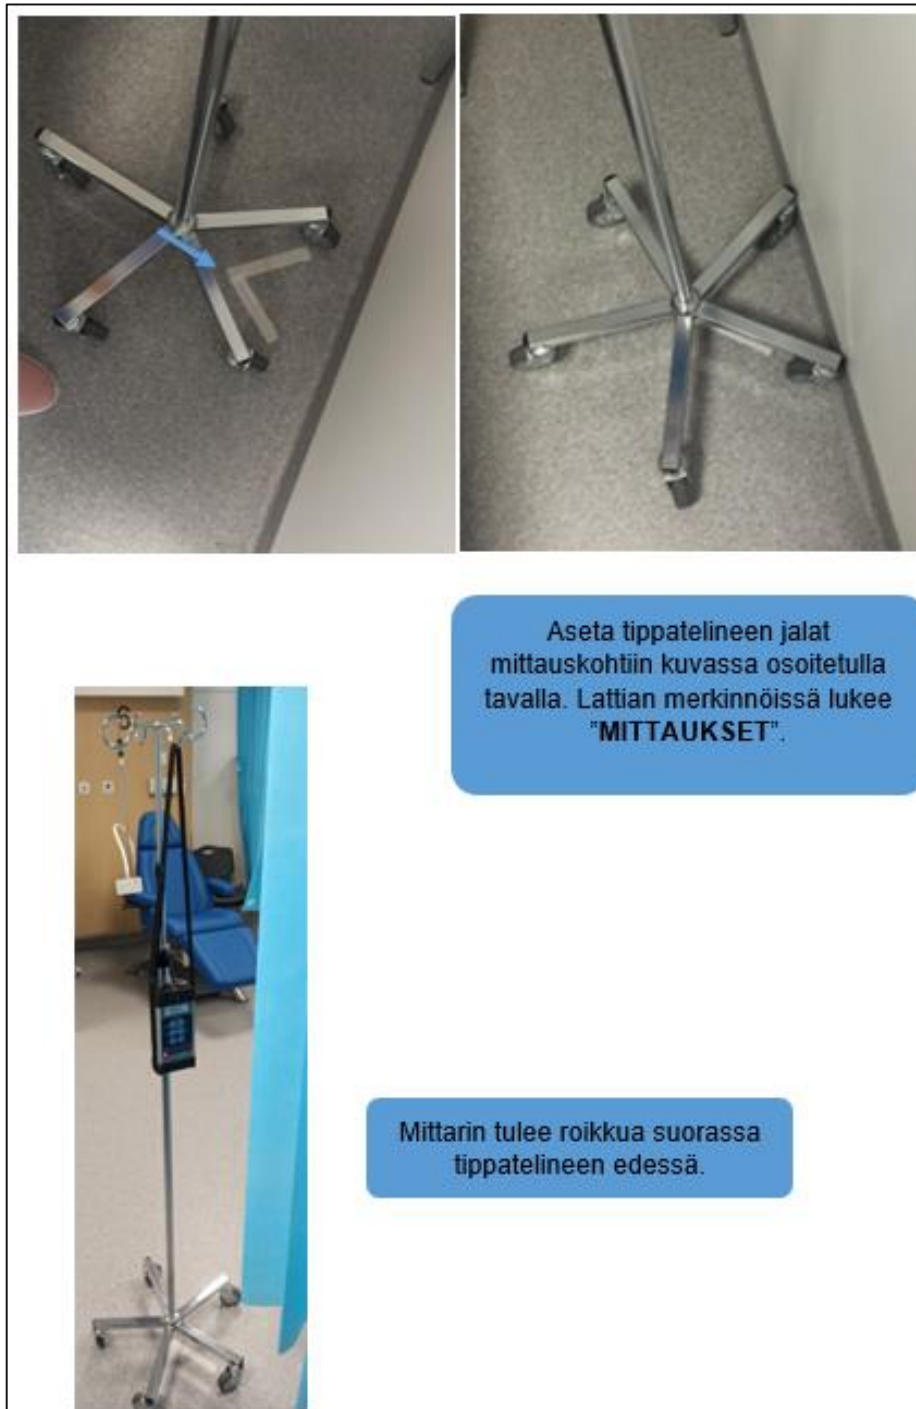 Aseta tippatelineen jalat
mittauskohtiin kuvassa osoitetulla
tavalla. Lattian merkinnöissä lukee
"MITTAUKSET".
Mittarin tulee roikkua suorassa
tippatelineen edessä.